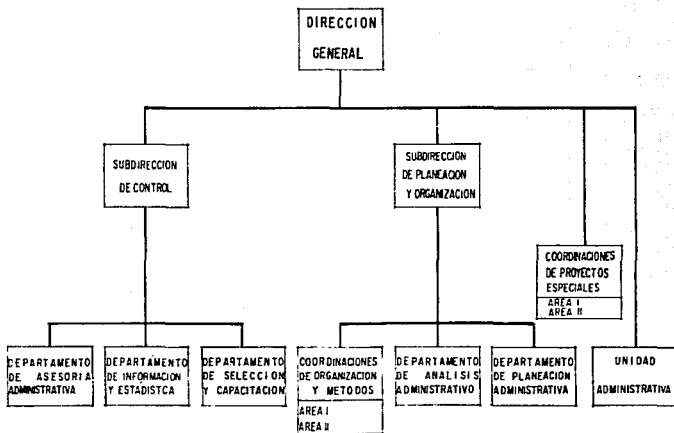 DIRECCION
GENERAL
SUBDIRECCION
DE CONTROL
SUBDIRECCION
DE PLANEACION
Y ORGANIZACION
COORDINACIONES
DE PROYECTOS
ESPECIALES
AREA I
AREA II
DEPARTAMENTO
DE ASESORIA
ADMINISTRATIVA
DEPARTAMENTO
DE INFORMACION
Y ESTADISTCA
DEPARTAMENTO
DE SELECCION
Y CAPACITACION
COORDINACIONES
DE ORGANIZACION
Y METODOS
AREA I
AREA II
DEPARTAMENTO
DE ANALISIS
ADMINISTRATIVO
DEPARTAMENTO
DE PLANEACION
ADMINISTRATIVA
UNIDAD
ADMINISTRATIVA